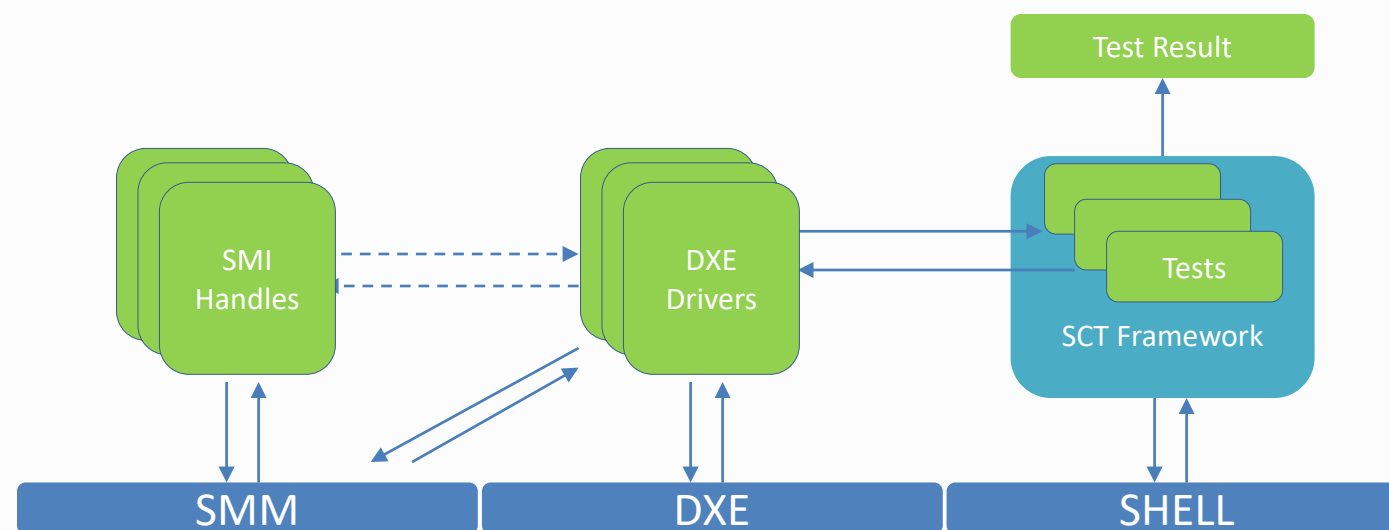 Test Result
SMI
Handles
DXE
Drivers
Tests
SCT Framework
SMM
DXE
SHELL